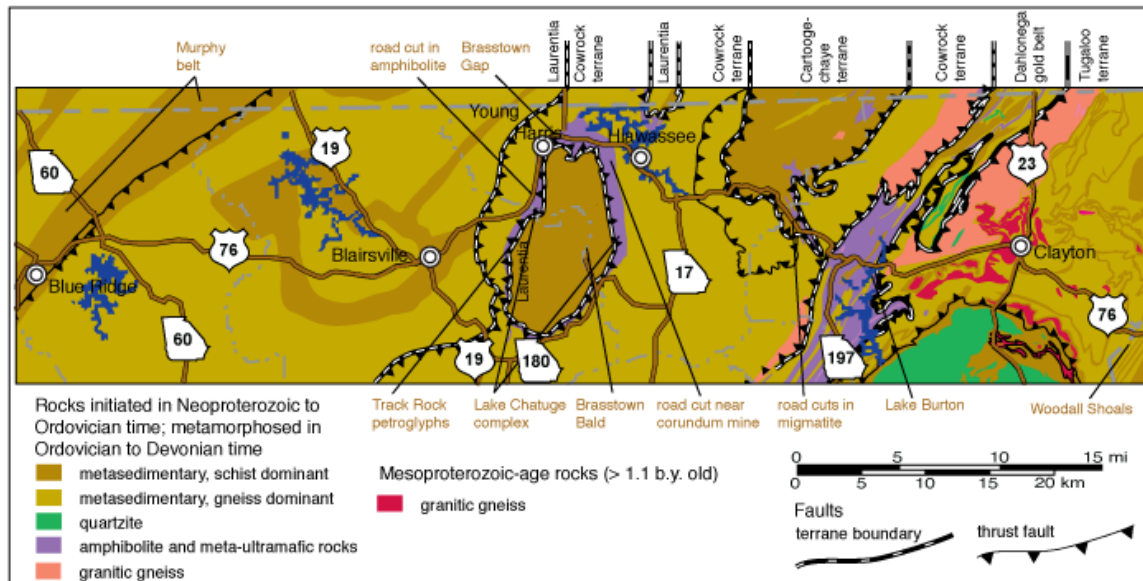 Murphy
belt
road cut in
amphibolite
Brasstown
Gap
Laurentia
Cowrock
terrane
Laurentia
Cowrock
terrane
Cartooge-
chaye
terrane
Cowrock
terrane
Dahlonega
gold belt
Tugaloo
terrane
Young
Harris
Hiawassee
60
19
23
76
Blairsville
Clayton
Blue Ridge
Laurentia
17
76
60
19
180
197
Track Rock
petroglyphs
Lake Chatuge
complex
Brasstown
Bald
road cut near
corundum mine
road cuts in
migmatite
Lake Burton
Woodall Shoals
Rocks initiated in Neoproterozoic to
Ordovician time; metamorphosed in
Ordovician to Devonian time
metasedimentary, schist dominant
metasedimentary, gneiss dominant
quartzite
amphibolite and meta-ultramafic rocks
granitic gneiss
Mesoproterozoic-age rocks (> 1.1 b.y. old)
granitic gneiss
0 5 10 15 mi
0 5 10 15 20 km
Faults
terrane boundary
thrust fault